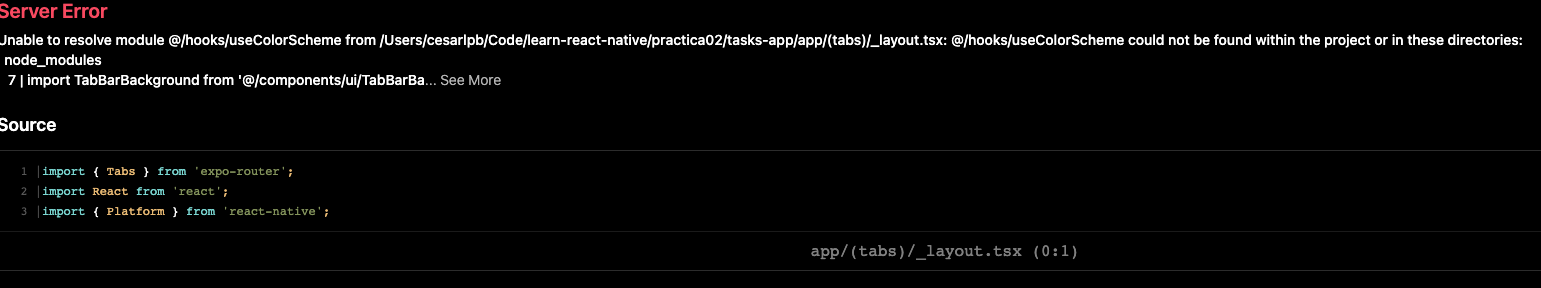 Server Error
Unable to resolve module @/hooks/useColorScheme from /Users/cesarlpb/Code/learn-react-native/practica02/tasks-app/app/(tabs)/_layout.tsx: @/hooks/useColorScheme could not be found within the project or in these directories:
node_modules
7 | import TabBarBackground from '@/components/ui/TabBarBa... See More
Source
1 |import { Tabs } from 'expo-router';
2 |import React from 'react';
3 |import { Platform } from 'react-native';
app/(tabs)/_layout.tsx (0:1)